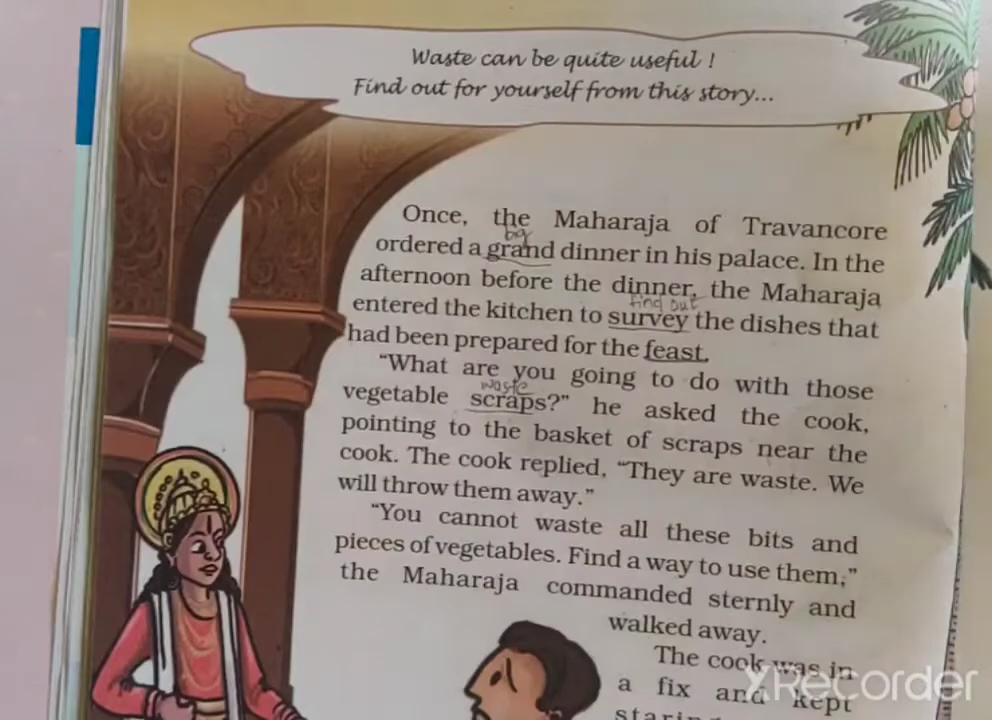 Waste can be quite useful !
Find out for yourself from this story...
Once, the Maharaja of Travancore
big
ordered a grand dinner in his palace. In the
afternoon before the dinner, the Maharaja
find out
entered the kitchen to survey the dishes that
had been prepared for the feast.
“What are you going to do with those
waste
vegetable scraps?” he asked the cook,
pointing to the basket of scraps near the
cook. The cook replied, “They are waste. We
will throw them away.”
“You cannot waste all these bits and
pieces of vegetables. Find a way to use them,”
the Maharaja commanded sternly and
walked away.
The cook was in
a fix and kept
XRecorder